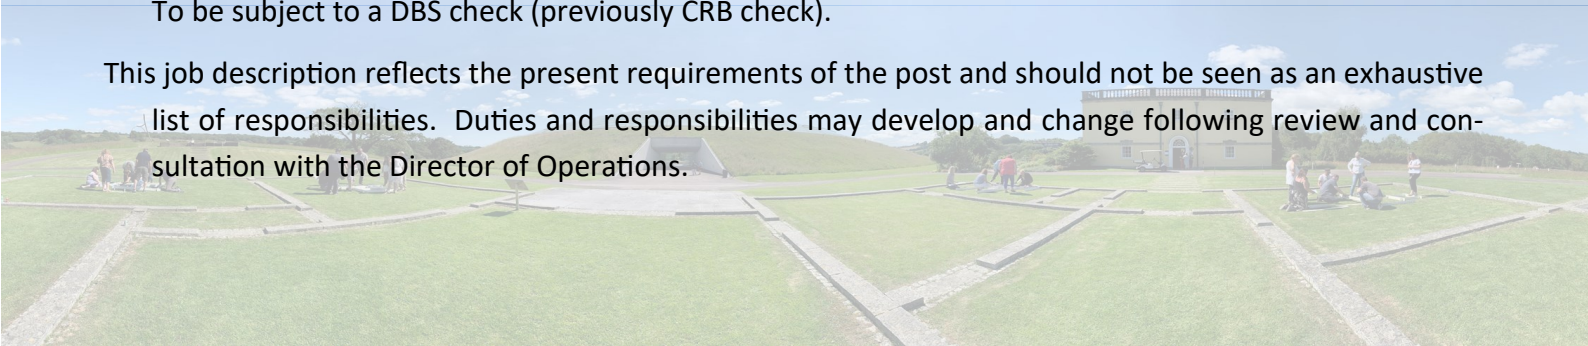 To be subject to a DBS check (previously CRB check).
This job description reflects the present requirements of the post and should not be seen as an exhaustive
list of responsibilities.  Duties and responsibilities may develop and change following review and con-
sultation with the Director of Operations.